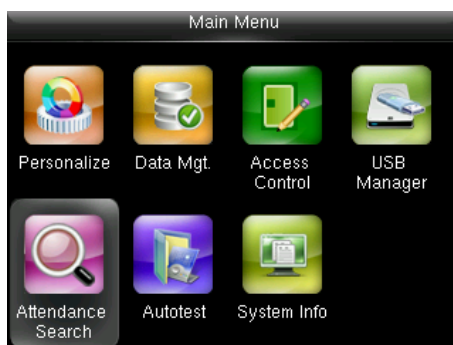 Main Menu
Personalize
Data Mgt.
Access
Control
USB
Manager
Attendance
Search
Autotest
System Info